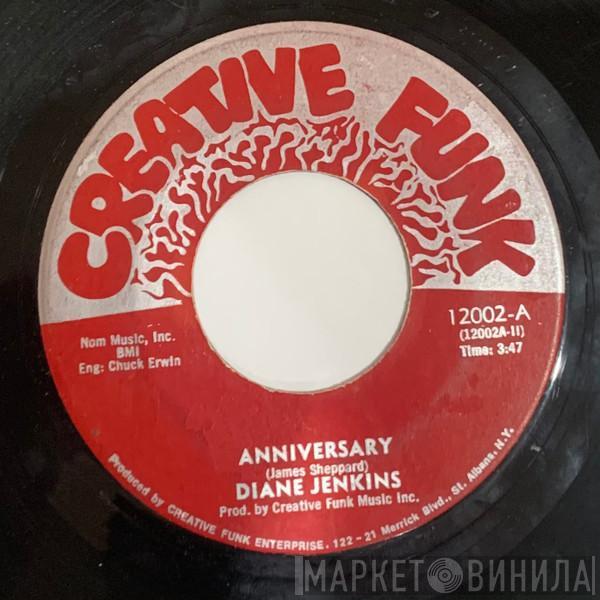 CREATIVE FUNK
12002-A
(12002A-II)
Time: 3:47
Nom Music, Inc.
BMI
Eng: Chuck Erwin
ANNIVERSARY
(James Sheppard)
DIANE JENKINS
Prod. by Creative Funk Music Inc.
Produced by CREATIVE FUNK ENTERPRISE. 122-21 Merrick Blvd., St. Albans, N.Y.
МАРКЕТ ВИНИЛА